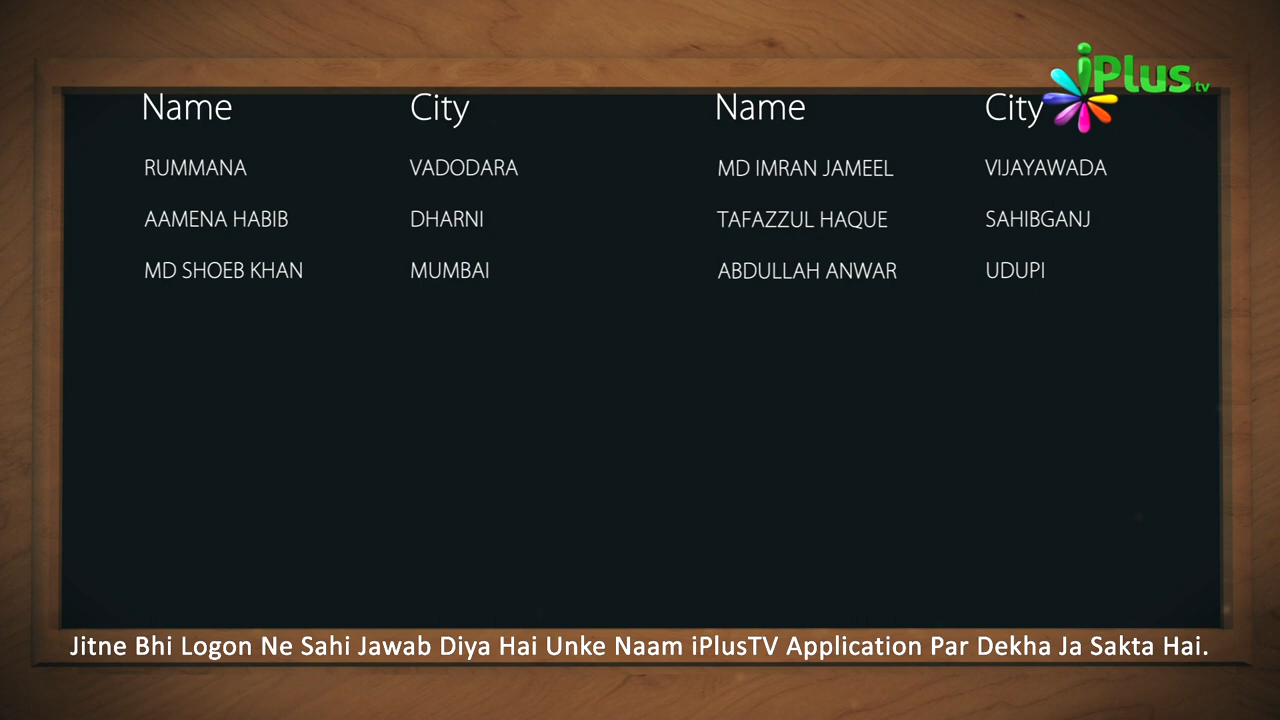 iPlus tv
Name City Name City
RUMMANA VADODARA MD IMRAN JAMEEL VIJAYAWADA
AAMENA HABIB DHARNI TAFAZZUL HAQUE SAHIBGANJ
MD SHOEB KHAN MUMBAI ABDULLAH ANWAR UDUPI
Jitne Bhi Logon Ne Sahi Jawab Diya Hai Unke Naam iPlusTV Application Par Dekha Ja Sakta Hai.